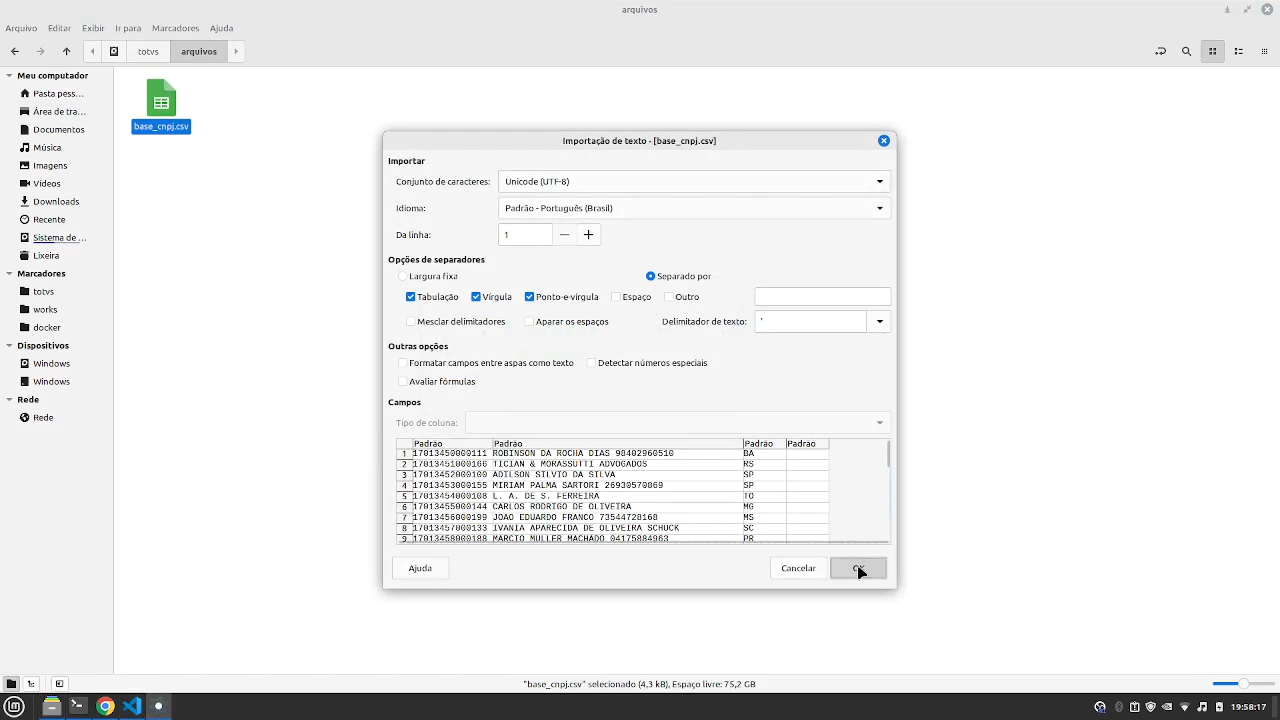 arquivos
Arquivo Editar Exibir Ir para Marcadores Ajuda
totvs arquivos
Meu computador
Pasta pess...
Área de tra...
Documentos
Música
Imagens
Vídeos
Downloads
Recente
Sistema de ...
Lixeira
Marcadores
totvs
works
docker
Dispositivos
Windows
Windows
Rede
Rede
base_cnpj.csv
Importação de texto - [base_cnpj.csv]
Importar
Conjunto de caracteres: Unicode (UTF-8)
Idioma: Padrão - Português (Brasil)
Da linha: 1
Opções de separadores
Largura fixa Separado por
Tabulação Vírgula Ponto-e-vírgula Espaço Outro
Mesclar delimitadores Aparar os espaços Delimitador de texto: "
Outras opções
Formatar campos entre aspas como texto Detectar números especiais
Avaliar fórmulas
Campos
Tipo de coluna:
Padrão Padrão Padrão Padrão
1 17013450000111 ROBINSON DA ROCHA DIAS 98402960510 BA
2 17013451000166 TICIAN & MORASSUTTI ADVOGADOS RS
3 17013452000100 ADILSON SILVIO DA SILVA SP
4 17013453000155 MIRIAM PALMA SARTORI 26930570869 SP
5 17013454000108 L. A. DE S. FERREIRA TO
6 17013455000144 CARLOS RODRIGO DE OLIVEIRA MG
7 17013456000199 JOAO EDUARDO FRANCO 73544728168 MS
8 17013457000133 IVANIA APARECIDA DE OLIVEIRA SCHUCK SC
9 17013458000188 MARCIO MULLER MACHADO 04175884963 PR
Ajuda Cancelar
"base_cnpj.csv" selecionado (4,3 kB), Espaço livre: 75,2 GB
19:58:17